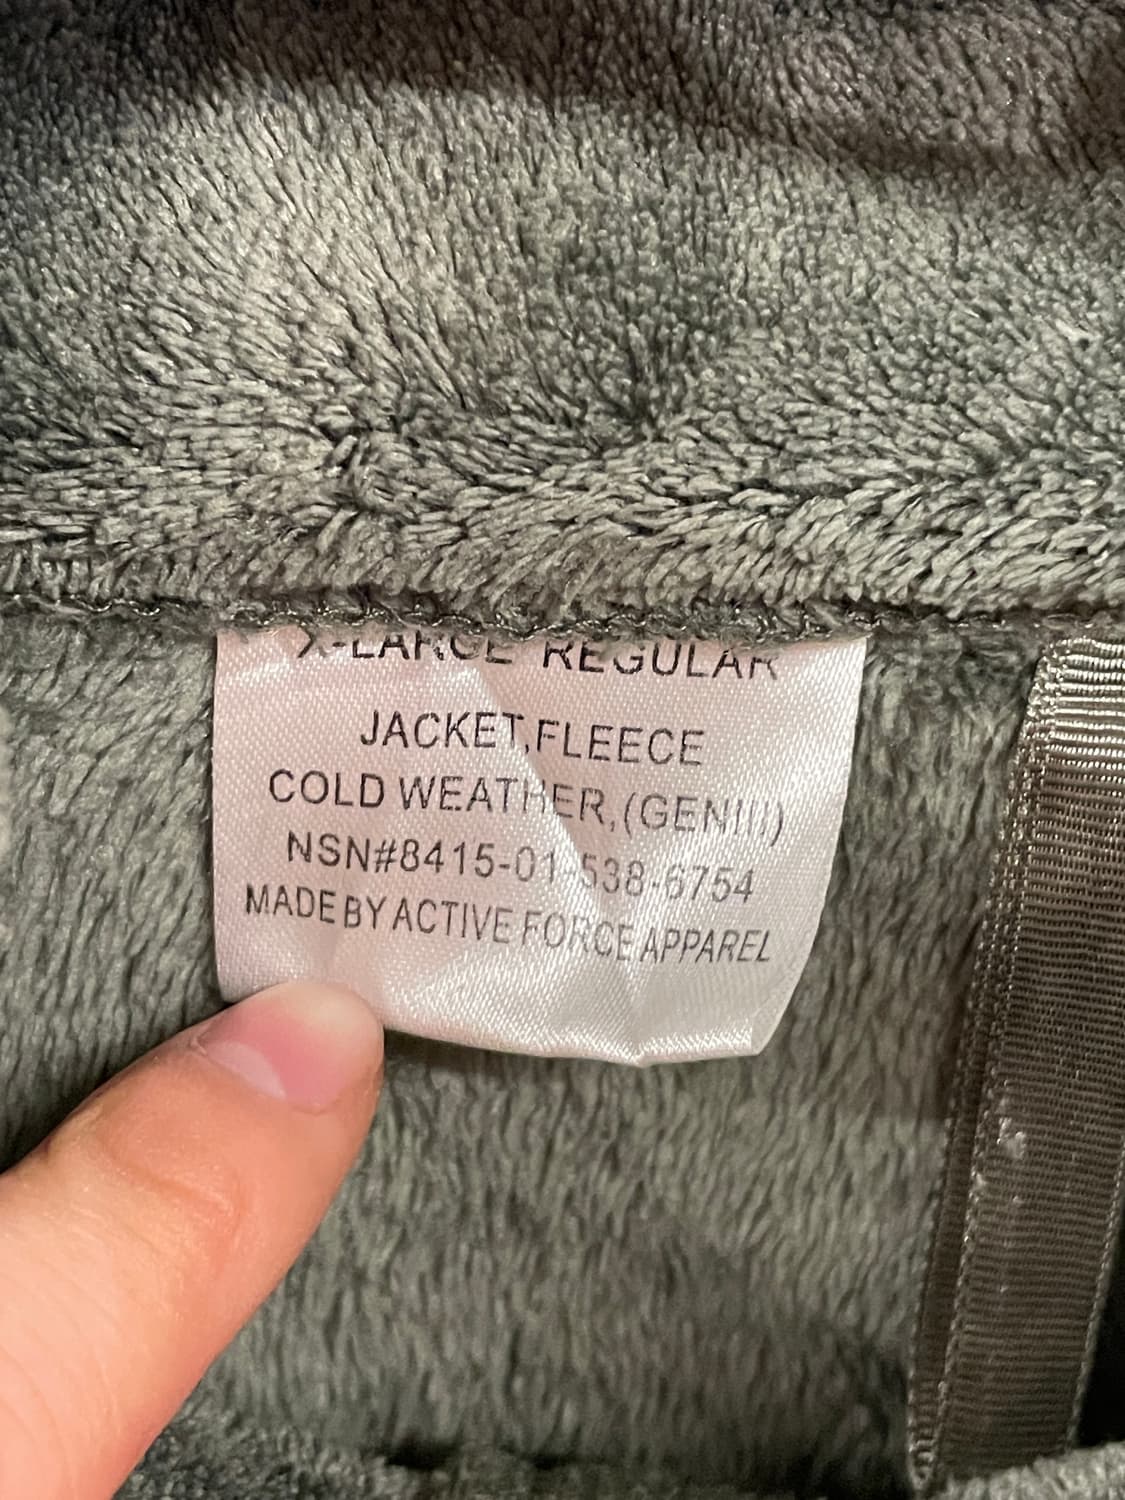 X-LARGE REGULAR
JACKET,FLEECE
COLD WEATHER,(GENIII)
NSN#8415-01-538-6754
MADE BY ACTIVE FORCE APPAREL